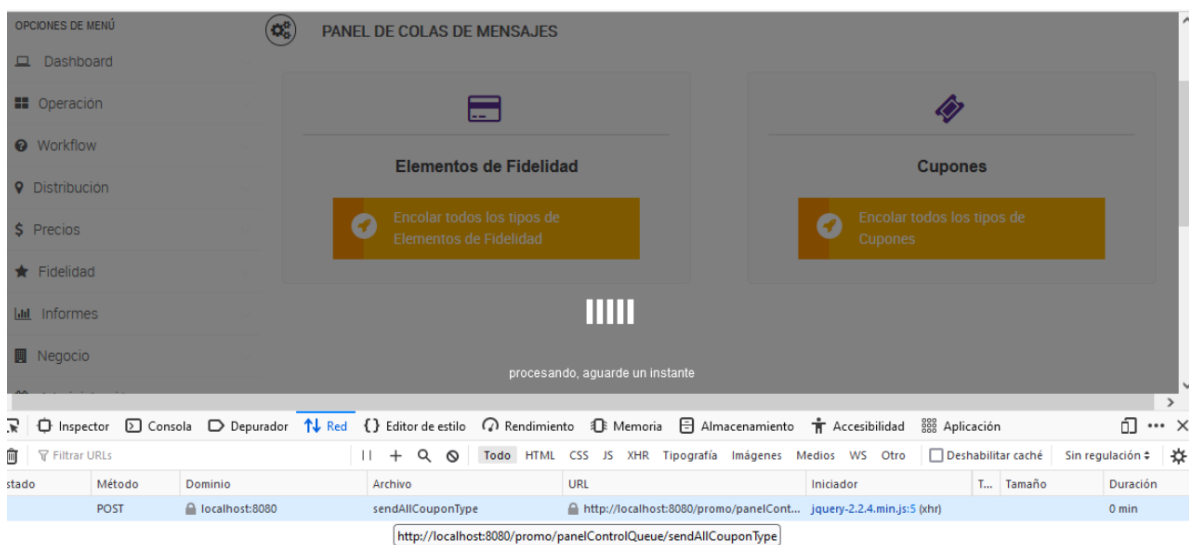 OPCIONES DE MENÚ
PANEL DE COLAS DE MENSAJES
Dashboard
Operación
Workflow
Distribución
$ Precios
Fidelidad
Informes
Negocio
Elementos de Fidelidad
Encolar todos los tipos de
Elementos de Fidelidad
Cupones
Encolar todos los tipos de
Cupones
procesando, aguarde un instante
Inspector Consola Depurador Red {} Editor de estilo Rendimiento Memoria Almacenamiento Accesibilidad Aplicación
Filtrar URLs Todo HTML CSS JS XHR Tipografía Imágenes Medios WS Otro Deshabilitar caché Sin regulación
Método Dominio Archivo URL Iniciador T... Tamaño Duración
POST localhost:8080 sendAllCouponType http://localhost:8080/promo/panelCont... jquery-2.2.4.min.js:5 (xhr) 0 min
http://localhost:8080/promo/panelControlQueue/sendAllCouponType